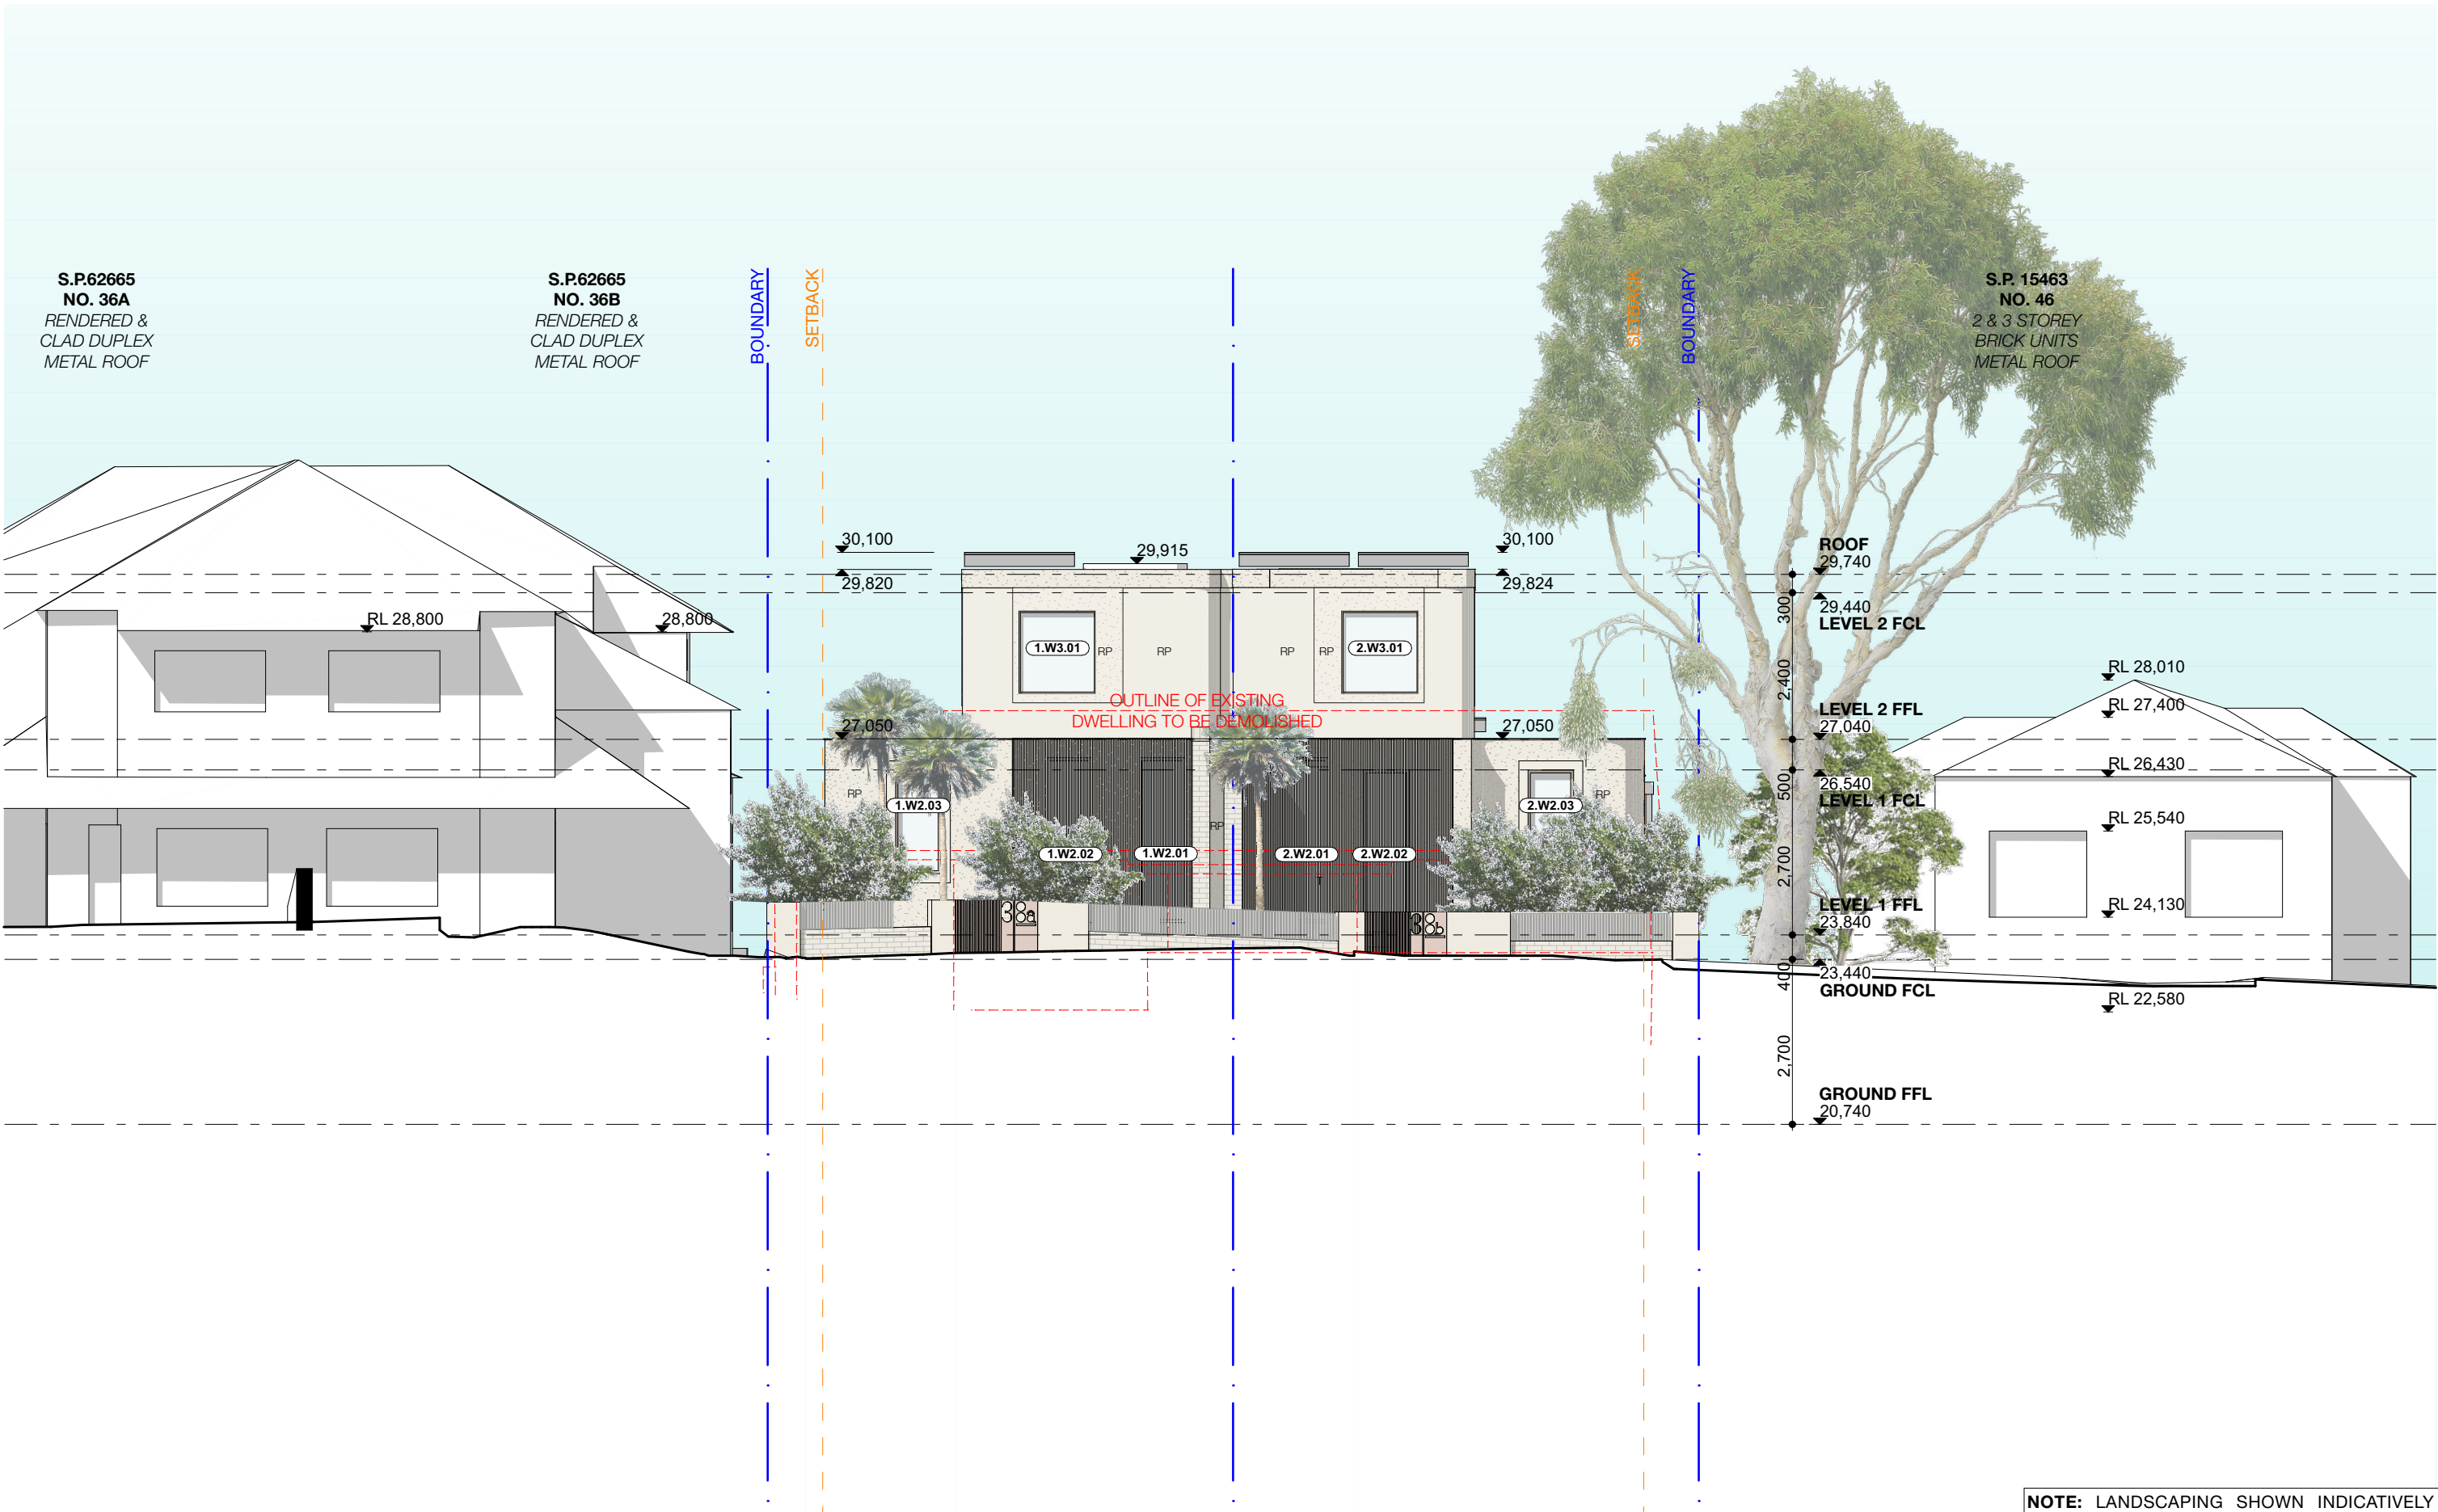 S.P.62665
NO. 36A
RENDERED &
CLAD DUPLEX
METAL ROOF
S.P.62665
NO. 36B
RENDERED &
CLAD DUPLEX
METAL ROOF
BOUNDARY
SETBACK
SETBACK
BOUNDARY
S.P. 15463
NO. 46
2 & 3 STOREY
BRICK UNITS
METAL ROOF
30,100
29,820
29,915
30,100
29,824
ROOF
29,740
300
29,440
LEVEL 2 FCL
RL 28,800
28,800
1.W3.01
RP
RP
RP
RP
2.W3.01
2,400
OUTLINE OF EXISTING
DWELLING TO BE DEMOLISHED
27,050
27,050
LEVEL 2 FFL
27,040
RL 28,010
RL 27,400
RL 26,430
RL 25,540
RL 24,130
RL 22,580
500
26,540
LEVEL 1 FCL
RP
1.W2.03
2.W2.03
RP
RP
1.W2.02
1.W2.01
2.W2.01
2.W2.02
2,700
38a
38b
LEVEL 1 FFL
23,840
400
23,440
GROUND FCL
2,700
GROUND FFL
20,740
NOTE: LANDSCAPING SHOWN INDICATIVELY